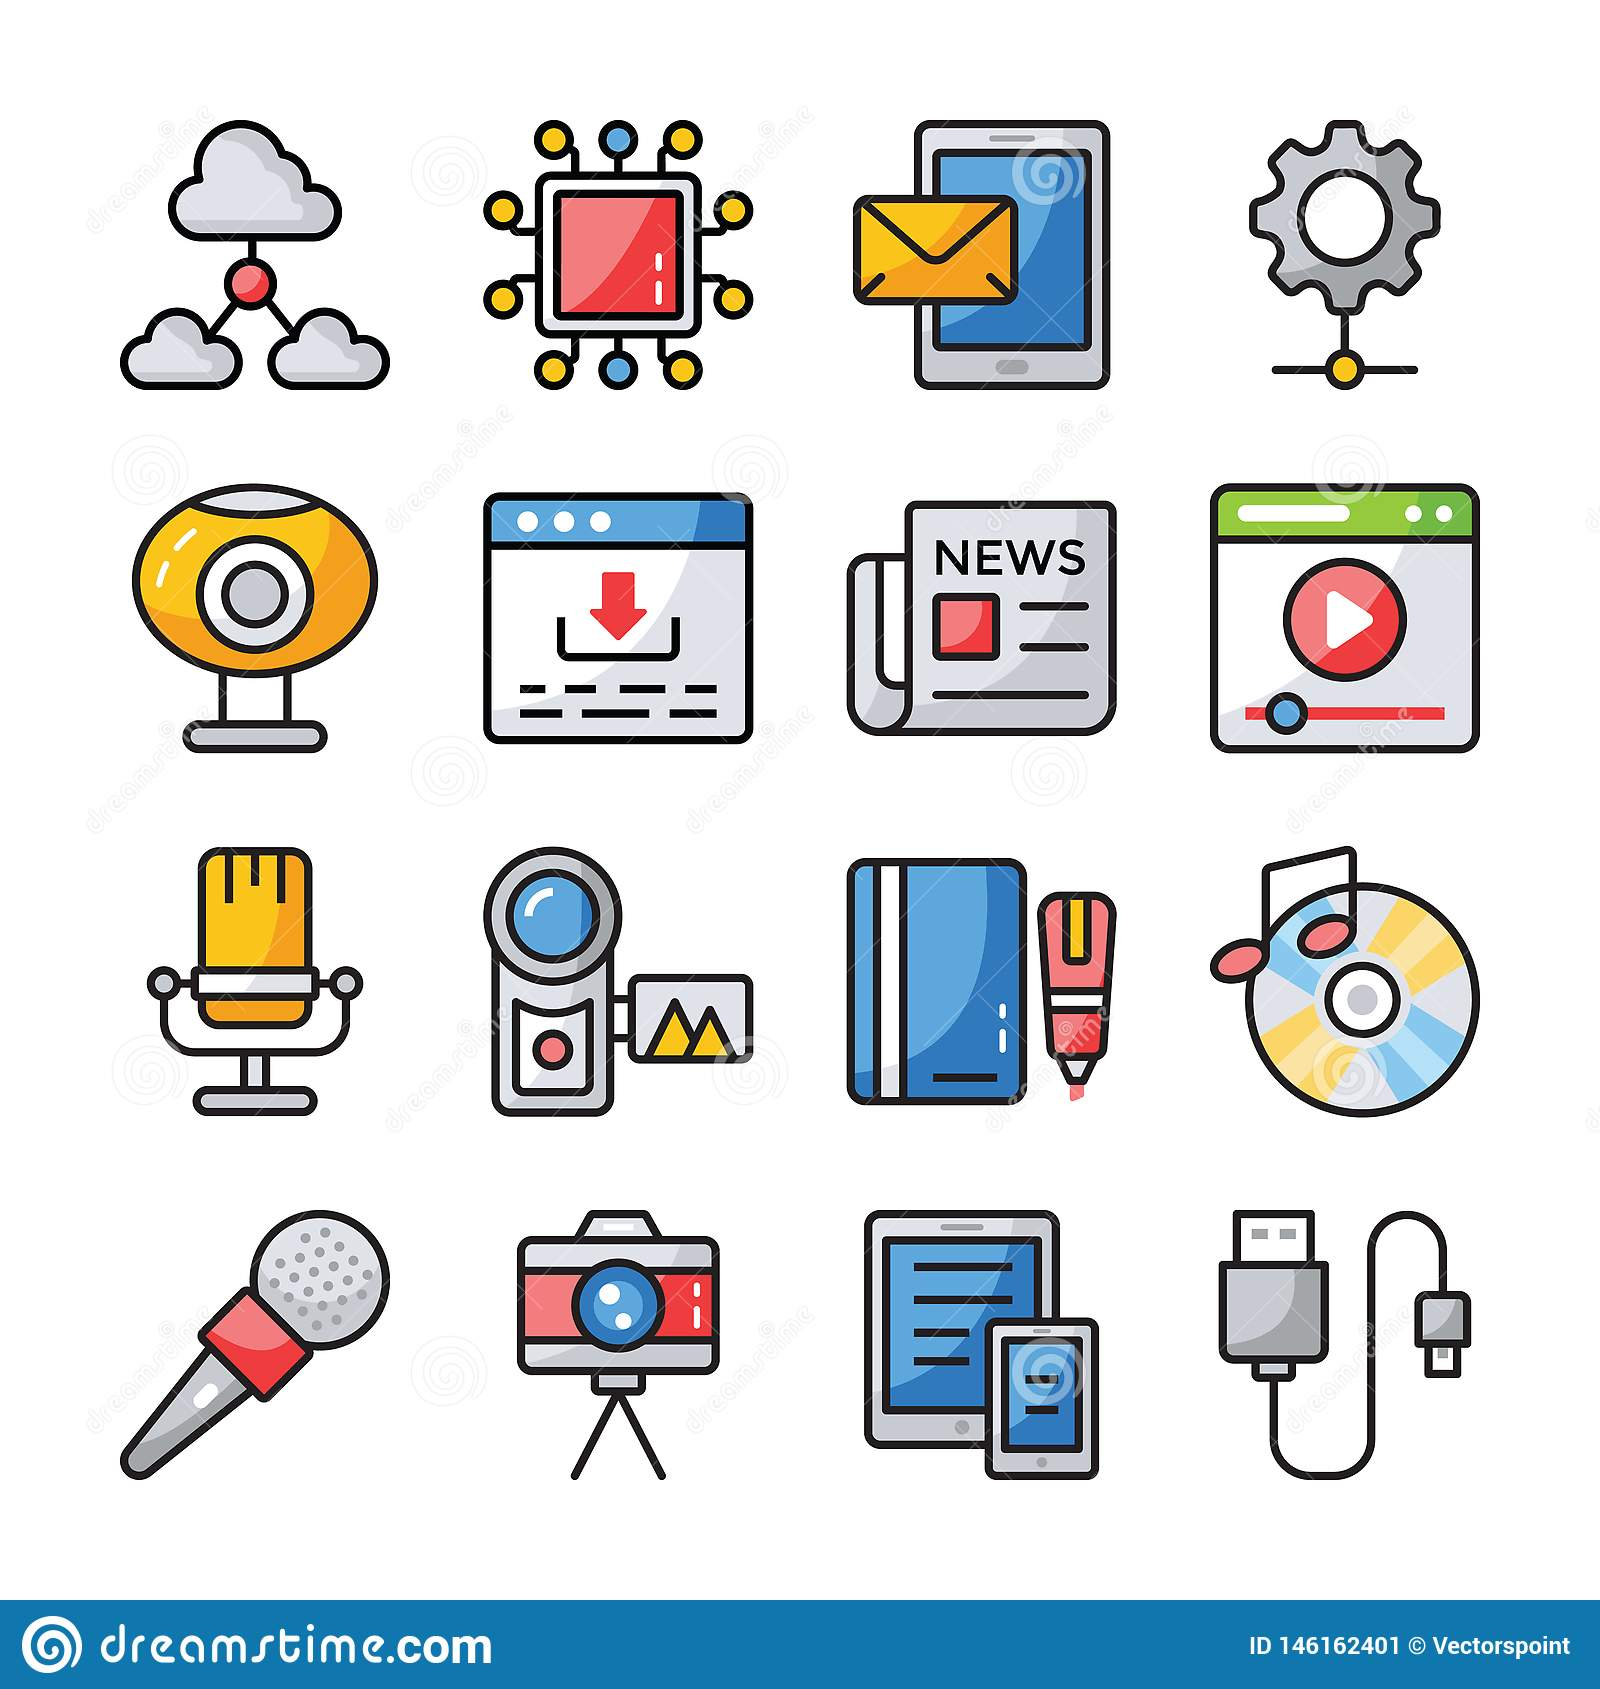 NEWS
dreamstime.com
ID 146162401 © Vectorspoint